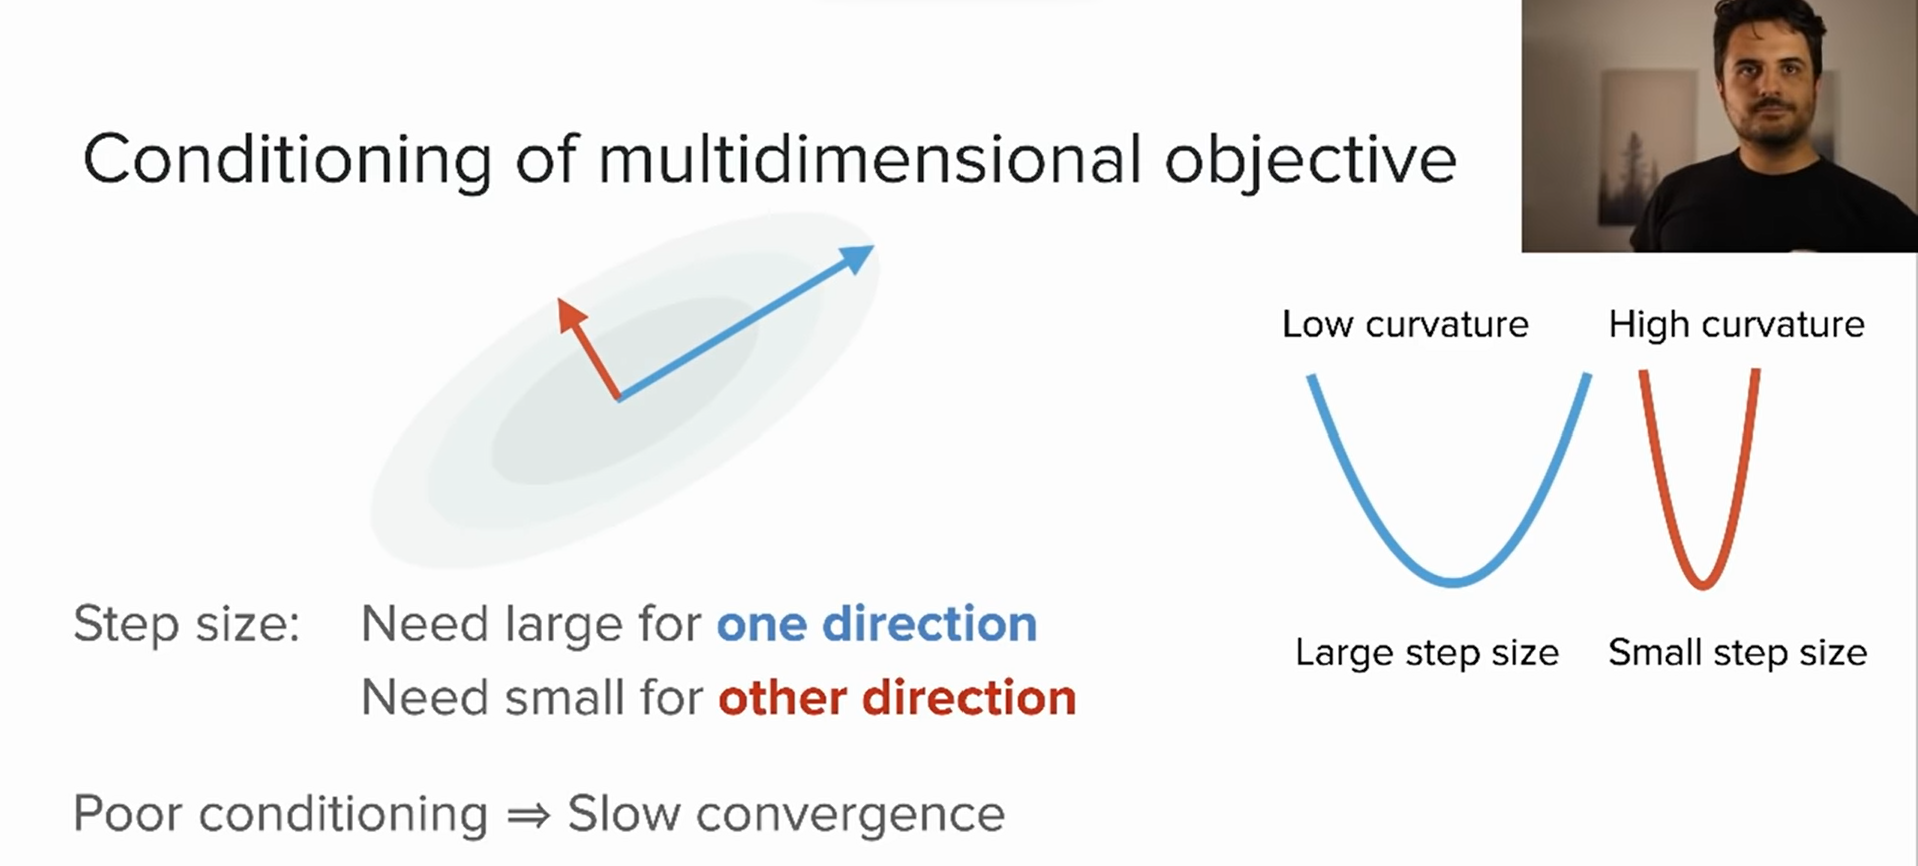 Conditioning of multidimensional objective
Low curvature
High curvature
Large step size
Small step size
Step size: Need large for one direction
Need small for other direction
Poor conditioning ⇒ Slow convergence